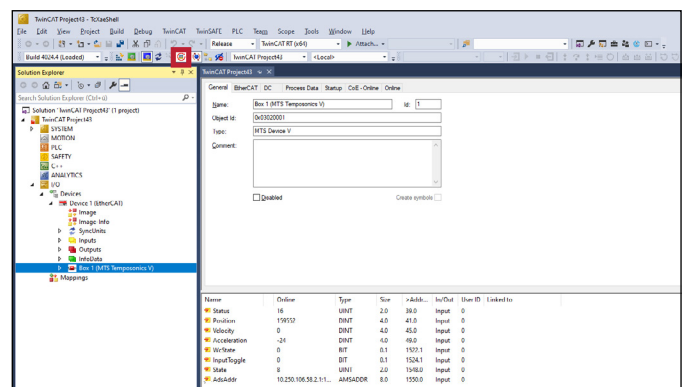 TwinCAT Project43 - TcXaeShell
File Edit View Project Build Debug TwinCAT TwinSAFE PLC Team Scope Tools Window Help
Release TwinCAT RT (x64) Attach...
Build 4024.4 (Loaded) TwinCAT Project43 <Local>
Solution Explorer
Search Solution Explorer (Ctrl+ü)
Solution 'TwinCAT Project43' (1 project)
TwinCAT Project43
SYSTEM
MOTION
PLC
SAFETY
C++
ANALYTICS
I/O
Devices
Device 1 (EtherCAT)
Image
Image-Info
SyncUnits
Inputs
Outputs
InfoData
Box 1 (MTS Temposonics V)
Mappings
TwinCAT Project43
General EtherCAT DC Process Data Startup CoE - Online Online
Name: Box 1 (MTS Temposonics V) Id: 1
Object Id: 0x03020001
Type: MTS Device V
Comment:
Disabled Create symbols
Name Online Type Size >Addr... In/Out User ID Linked to
Status 16 UINT 2.0 39.0 Input 0
Position 159552 DINT 4.0 41.0 Input 0
Velocity 0 DINT 4.0 45.0 Input 0
Acceleration -24 DINT 4.0 49.0 Input 0
WcState 0 BIT 0.1 1522.1 Input 0
InputToggle 0 BIT 0.1 1524.1 Input 0
State 8 UINT 2.0 1548.0 Input 0
AdsAddr 10.250.106.58.2.1:1... AMSADDR 8.0 1550.0 Input 0